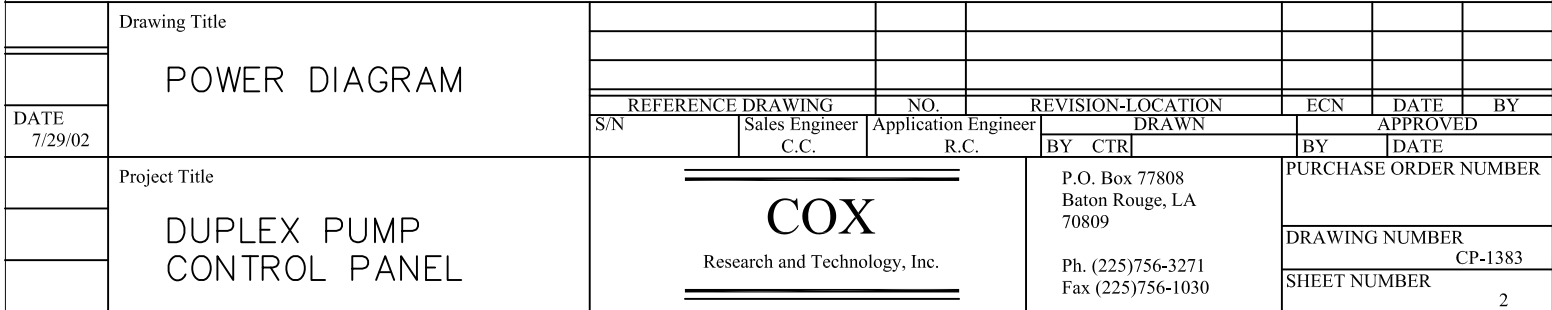 Drawing Title
POWER DIAGRAM
DATE
7/29/02
REFERENCE DRAWING NO. REVISION-LOCATION ECN DATE BY
S/N Sales Engineer Application Engineer DRAWN APPROVED
C.C. R.C. BY CTR BY DATE
Project Title
DUPLEX PUMP
CONTROL PANEL
COX
Research and Technology, Inc.
P.O. Box 77808
Baton Rouge, LA
70809
Ph. (225)756-3271
Fax (225)756-1030
PURCHASE ORDER NUMBER
DRAWING NUMBER
CP-1383
SHEET NUMBER
2